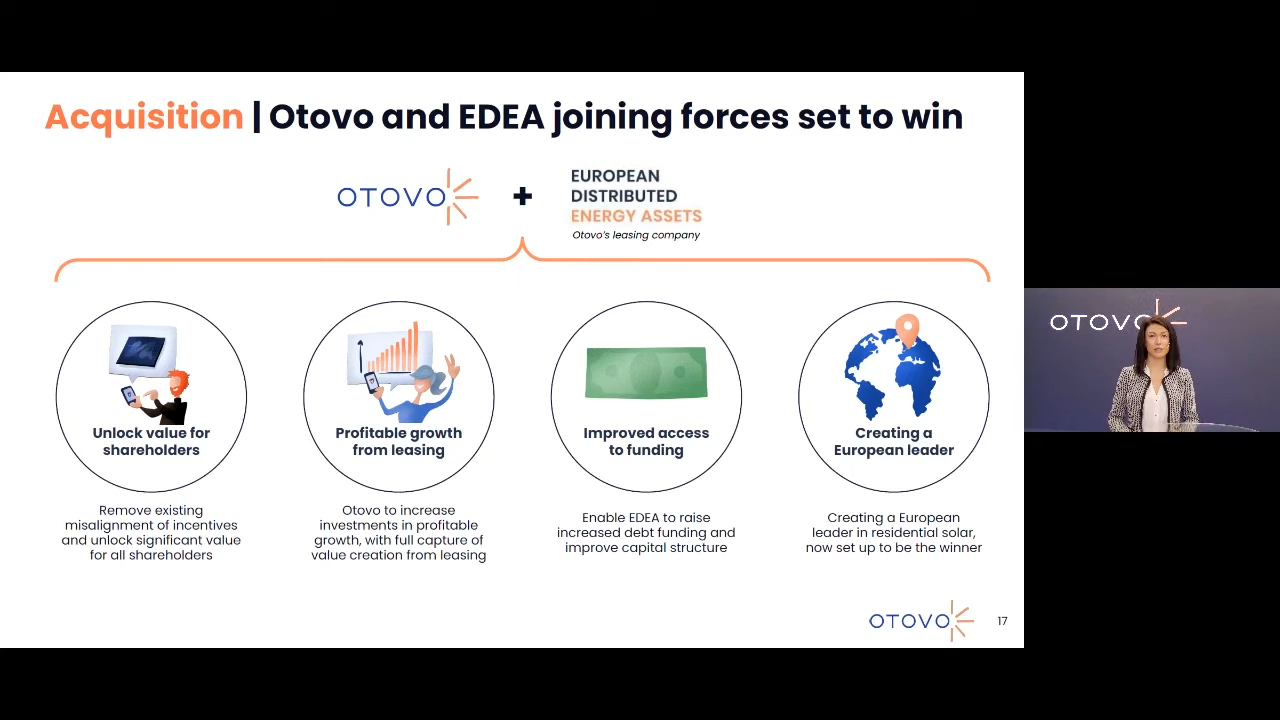 Acquisition | Otovo and EDEA joining forces set to win
OTOVO
+
EUROPEAN
DISTRIBUTED
ENERGY ASSETS
Otovo's leasing company
Unlock value for
shareholders
Remove existing
misalignment of incentives
and unlock significant value
for all shareholders
Profitable growth
from leasing
Otovo to increase
investments in profitable
growth, with full capture of
value creation from leasing
Improved access
to funding
Enable EDEA to raise
increased debt funding and
improve capital structure
Creating a
European leader
Creating a European
leader in residential solar,
now set up to be the winner
OTOVO
17
OTOVO